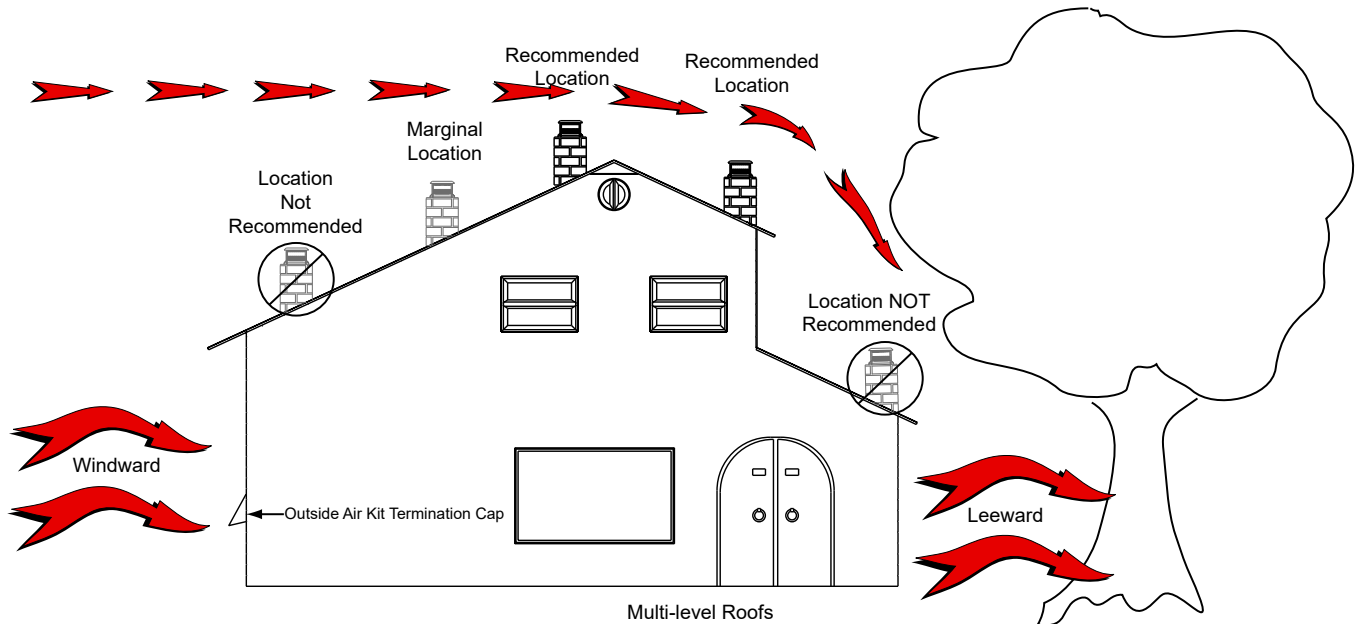 Recommended
Location
Recommended
Location
Marginal
Location
Location
Not
Recommended
Location NOT
Recommended
Windward
Outside Air Kit Termination Cap
Leeward
Multi-level Roofs